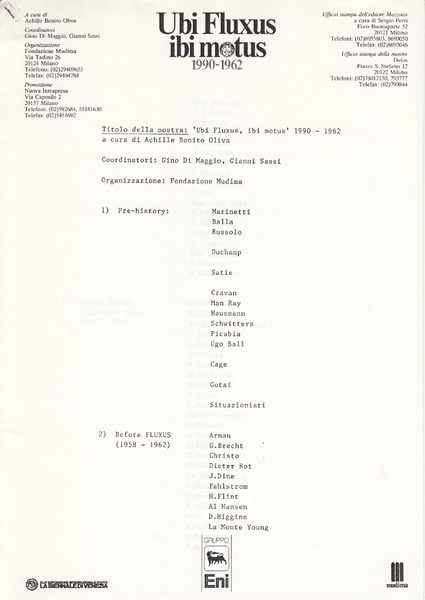 A cura di
Achille Bonito Oliva
Coordinatori
Gino Di Maggio, Gianni Sassi
Organizzazione
Fondazione Mudima
Via Tadino 26
20124 Milano
Telefono: (02)29409633
Telefax: (02)29404784
Promozione
Nuova Intrapresa
Via Caposile 2
20137 Milano
Telefoni: (02)592684, 55181630
Telefax: (02)5451692
Ubi Fluxus
ibi motus
1990-1962
Ufficio stampa dell'editore Mazzotta
a cura di Sergio Perri
Foro Buonaparte 52
20121 Milano
Telefoni: (02)8055803, 8690050
Telefax: (02)8693046
Ufficio stampa della mostra
Delos
Piazza S. Stefano 12
20122 Milano
Telefoni: (02)76012130, 793777
Telefax: (02)799844
Titolo della mostra: 'Ubi Fluxus, ibi motus' 1990 - 1962
a cura di Achille Bonito Oliva
Coordinatori: Gino Di Maggio, Gianni Sassi
Organizzazione: Fondazione Mudima
1) Pre-history: Marinetti
Balla
Russolo
Duchamp
Satie
Cravan
Man Ray
Hausmann
Schwitters
Picabia
Ugo Ball
Cage
Gutai
Situazionisti
2) Before FLUXUS Arman
(1958 - 1962) G.Brecht
Christo
Dieter Rot
J.Dine
Fahlstrom
H.Flint
Al Hansen
D.Higgins
La Monte Young
GRUPPO
Eni
LA BIENNALE DI VENEZIA
mudima